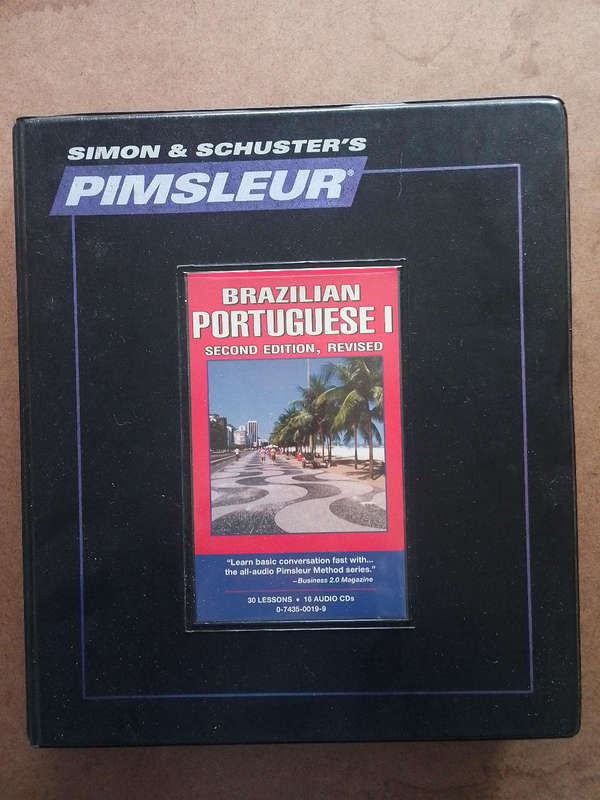 SIMON & SCHUSTER'S
PIMSLEUR®
BRAZILIAN
PORTUGUESE I
SECOND EDITION, REVISED
"Learn basic conversation fast with...
the all-audio Pimsleur Method series."
–Business 2.0 Magazine
30 LESSONS • 16 AUDIO CDs
0-7435-0019-9